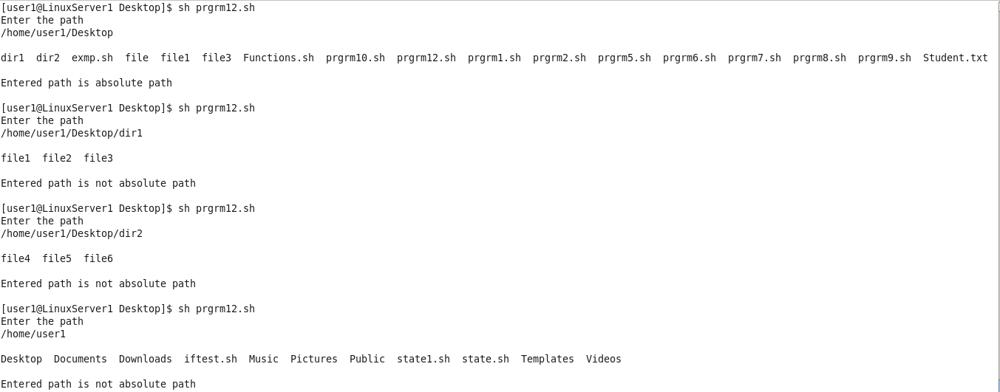 [user1@LinuxServer1 Desktop]$ sh prgrm12.sh
Enter the path
/home/user1/Desktop
dir1  dir2  exmp.sh  file  file1  file3  Functions.sh  prgrm10.sh  prgrm12.sh  prgrm1.sh  prgrm2.sh  prgrm5.sh  prgrm6.sh  prgrm7.sh  prgrm8.sh  prgrm9.sh  Student.txt
Entered path is absolute path
[user1@LinuxServer1 Desktop]$ sh prgrm12.sh
Enter the path
/home/user1/Desktop/dir1
file1  file2  file3
Entered path is not absolute path
[user1@LinuxServer1 Desktop]$ sh prgrm12.sh
Enter the path
/home/user1/Desktop/dir2
file4  file5  file6
Entered path is not absolute path
[user1@LinuxServer1 Desktop]$ sh prgrm12.sh
Enter the path
/home/user1
Desktop  Documents  Downloads  iftest.sh  Music  Pictures  Public  state1.sh  state.sh  Templates  Videos
Entered path is not absolute path